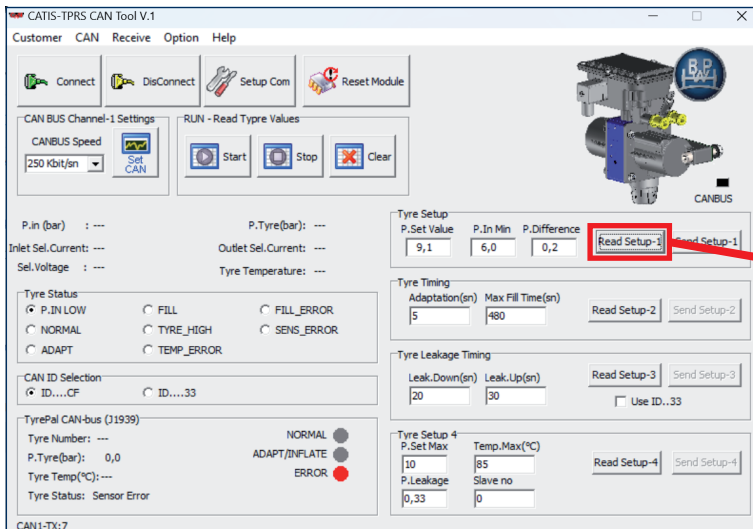 CATIS-TPRS CAN Tool V.1
Customer CAN Receive Option Help
Connect DisConnect Setup Com Reset Module
CAN BUS Channel-1 Settings
CANBUS Speed
250 Kbit/sn
Set CAN
RUN - Read Typre Values
Start Stop Clear
BPW
CANBUS
P.in (bar) : --- P.Tyre(bar): ---
Inlet Sel.Current: --- Outlet Sel.Current: ---
Sel.Voltage : --- Tyre Temperature: ---
Tyre Status
P.IN LOW FILL FILL_ERROR
NORMAL TYRE_HIGH SENS_ERROR
ADAPT TEMP_ERROR
CAN ID Selection
ID....CF ID....33
TyrePal CAN-bus (J1939)
Tyre Number: --- NORMAL
P.Tyre(bar): 0,0 ADAPT/INFLATE
Tyre Temp(°C): --- ERROR
Tyre Status: Sensor Error
Tyre Setup
P.Set Value P.In Min P.Difference
9,1 6,0 0,2 Read Setup-1 Send Setup-1
Tyre Timing
Adaptation(sn) Max Fill Time(sn)
5 480 Read Setup-2 Send Setup-2
Tyre Leakage Timing
Leak.Down(sn) Leak.Up(sn) Read Setup-3 Send Setup-3
20 30 Use ID..33
Tyre Setup 4
P.Set Max Temp.Max(°C)
10 85 Read Setup-4 Send Setup-4
P.Leakage Slave no
0,33 0
CAN1-TX:7